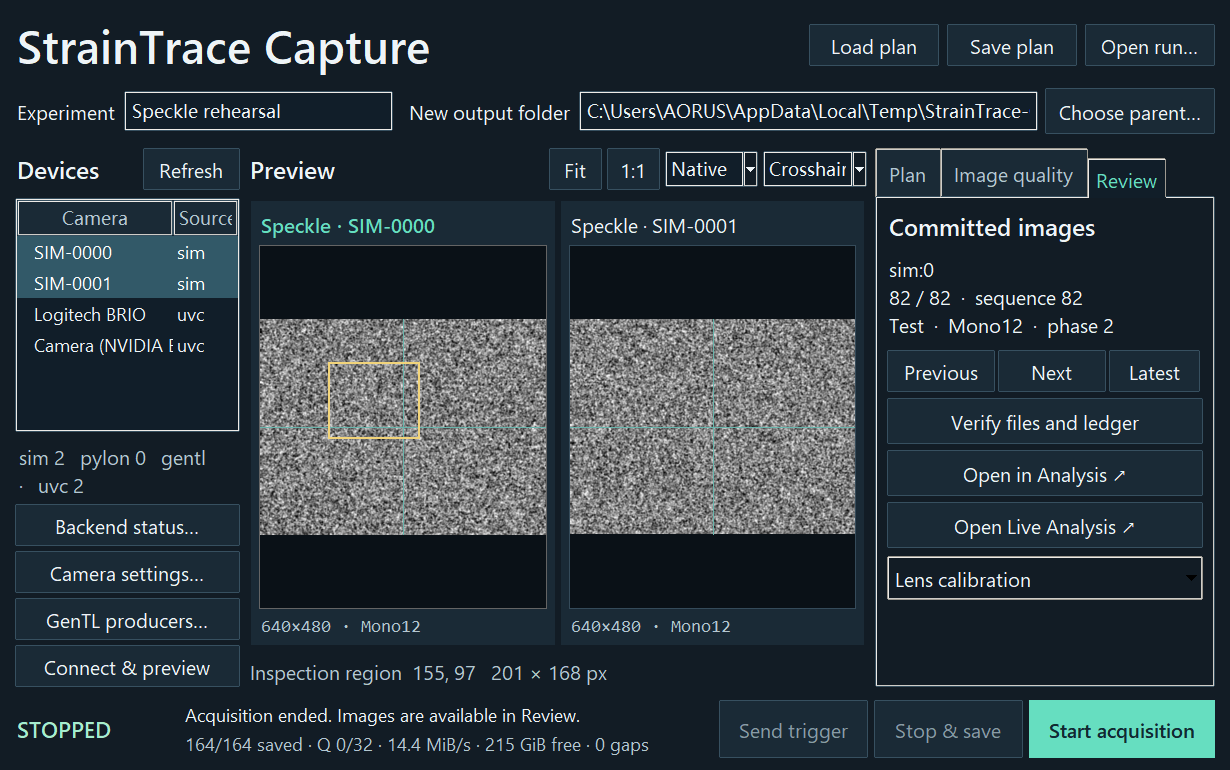 StrainTrace Capture
Load plan
Save plan
Open run...
Experiment
Speckle rehearsal
New output folder
C:\Users\AORUS\AppData\Local\Temp\StrainTrace-
Choose parent...
Devices
Refresh
Preview
Fit
1:1
Native
Crosshair
Plan
Image quality
Review
Camera
Source
SIM-0000 sim
SIM-0001 sim
Logitech BRIO uvc
Camera (NVIDIA uvc
sim 2 pylon 0 gentl
· uvc 2
Backend status...
Camera settings...
GenTL producers...
Connect & preview
Speckle · SIM-0000
640×480 · Mono12
Speckle · SIM-0001
640×480 · Mono12
Inspection region 155, 97 201 × 168 px
Committed images
sim:0
82 / 82 · sequence 82
Test · Mono12 · phase 2
Previous
Next
Latest
Verify files and ledger
Open in Analysis ↗
Open Live Analysis ↗
Lens calibration
STOPPED
Acquisition ended. Images are available in Review.
164/164 saved · Q 0/32 · 14.4 MiB/s · 215 GiB free · 0 gaps
Send trigger
Stop & save
Start acquisition